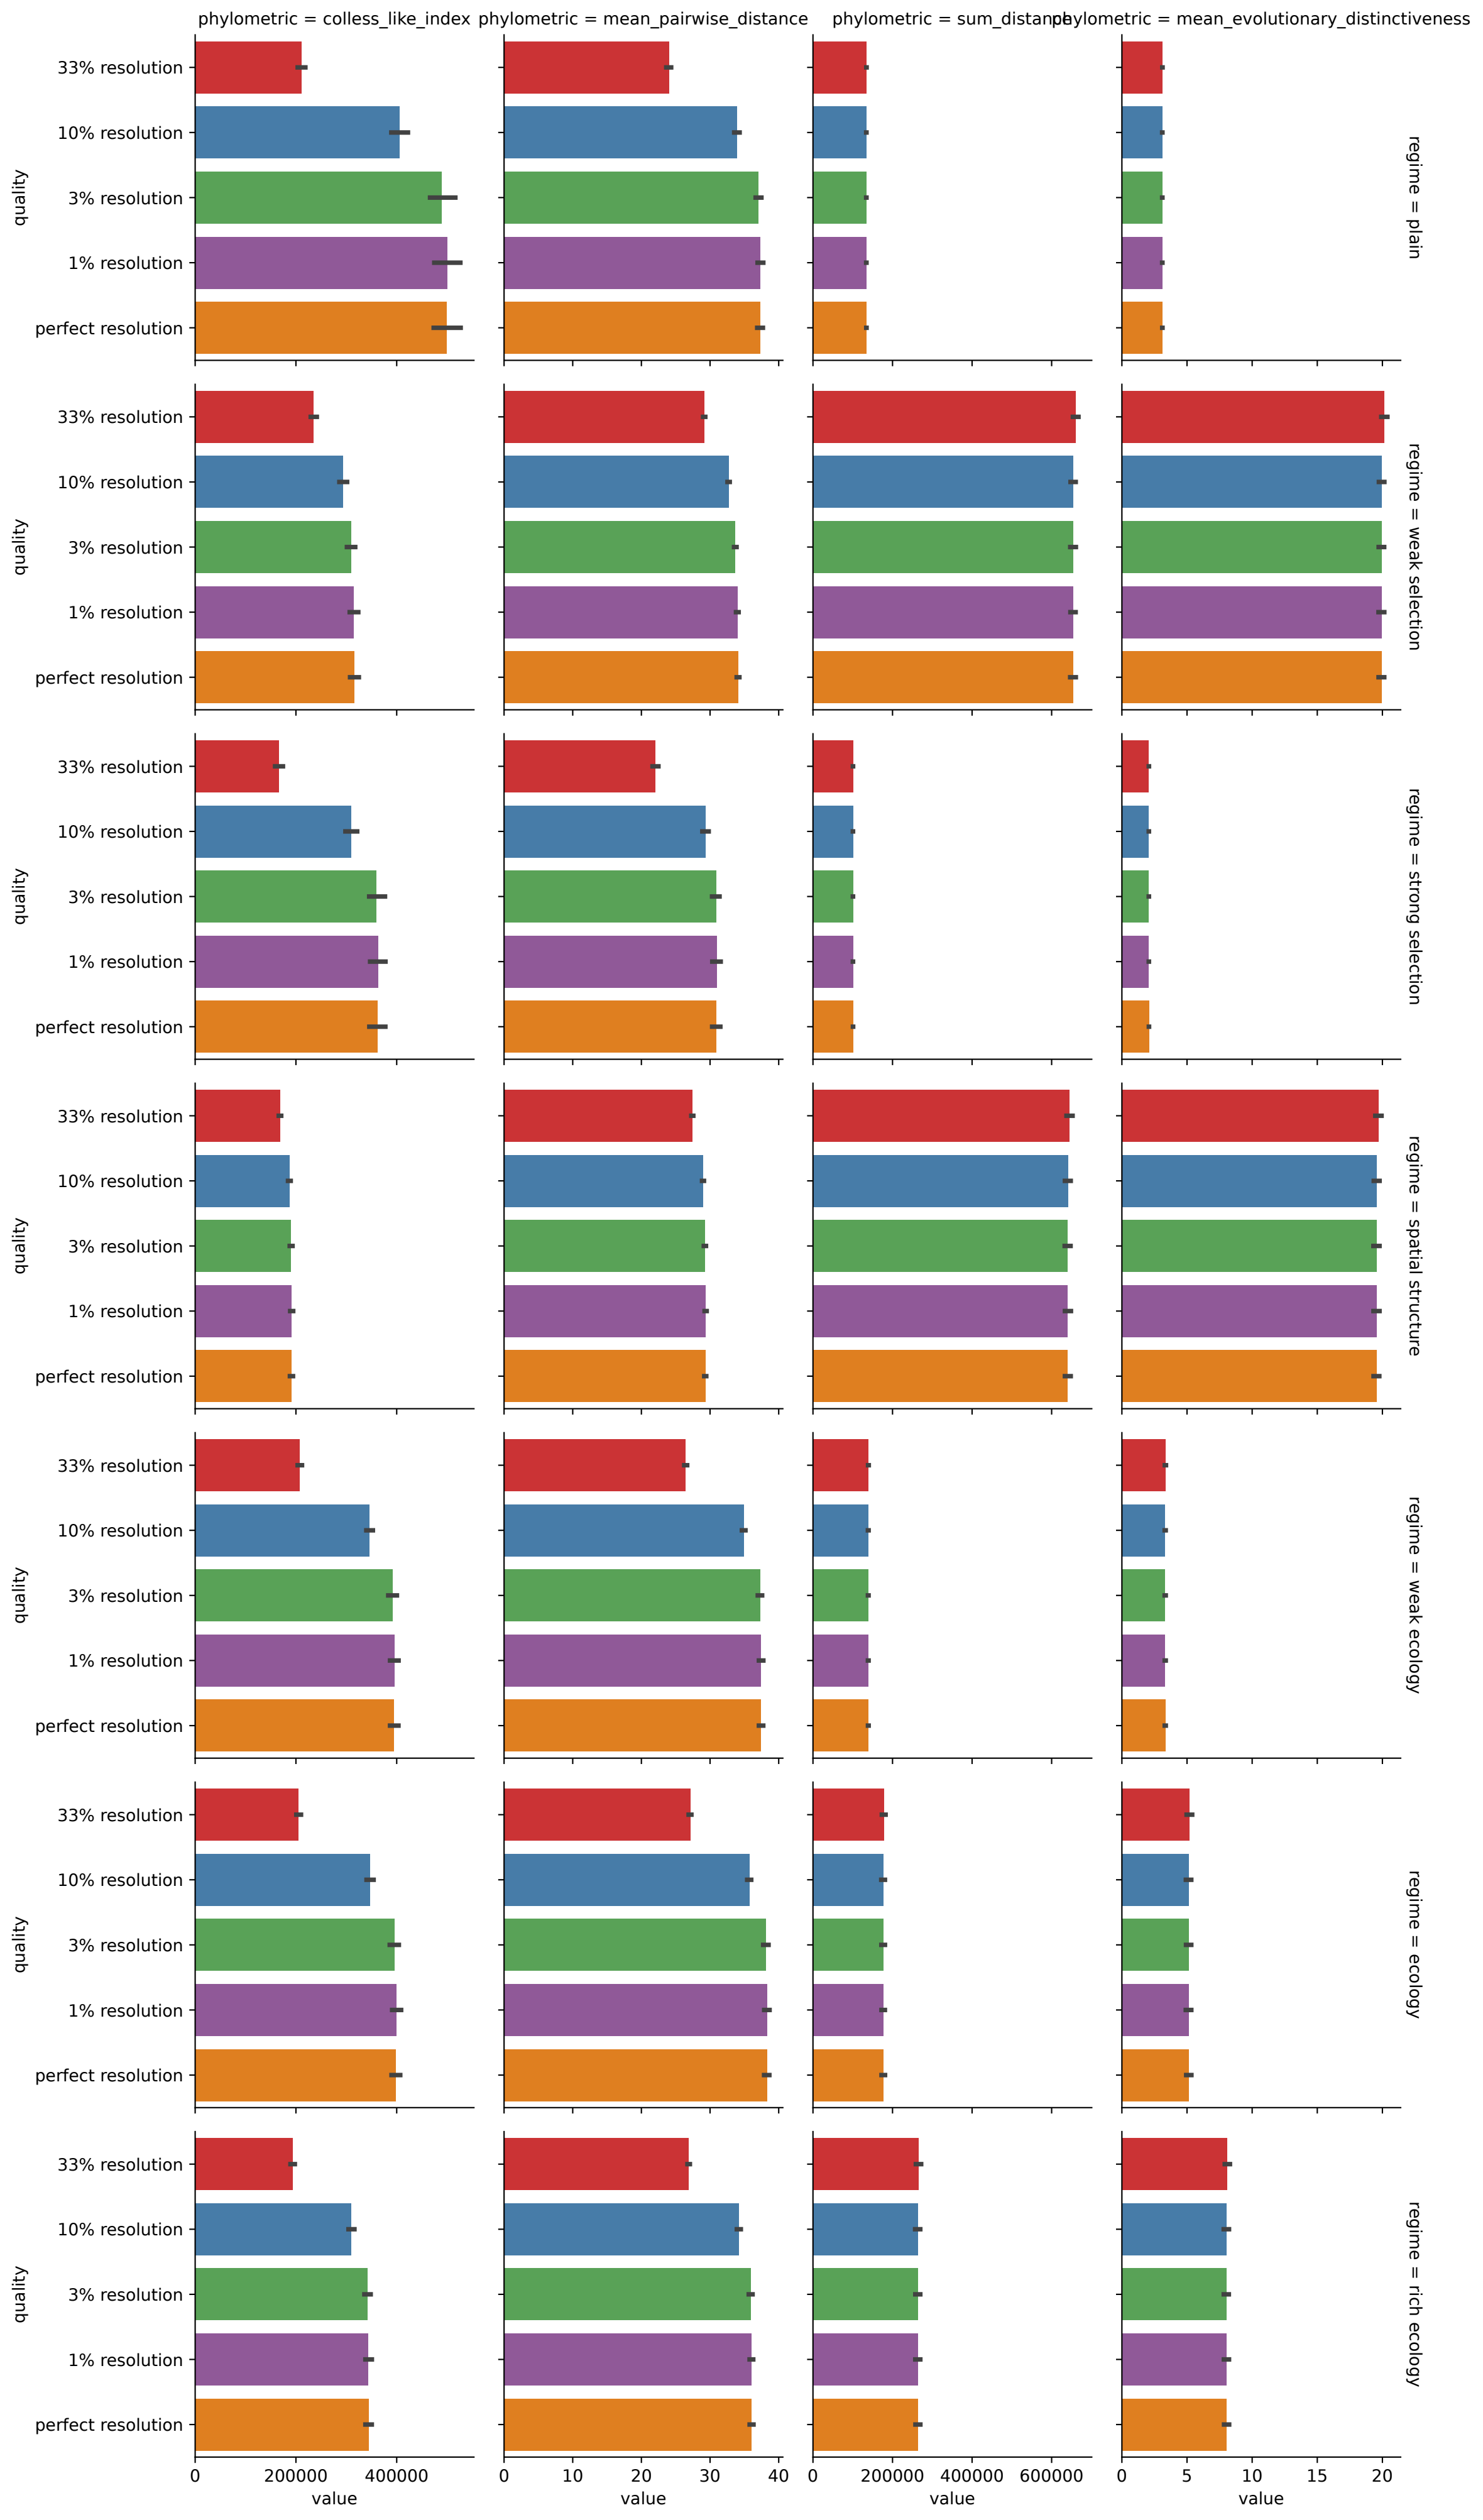 phylometric = colless_like_index
phylometric = mean_pairwise_distance
phylometric = sum_distance
phylometric = mean_evolutionary_distinctiveness
33% resolution
10% resolution
3% resolution
1% resolution
perfect resolution
quality
regime = plain
33% resolution
10% resolution
3% resolution
1% resolution
perfect resolution
quality
regime = weak selection
33% resolution
10% resolution
3% resolution
1% resolution
perfect resolution
quality
regime = strong selection
33% resolution
10% resolution
3% resolution
1% resolution
perfect resolution
quality
regime = spatial structure
33% resolution
10% resolution
3% resolution
1% resolution
perfect resolution
quality
regime = weak ecology
33% resolution
10% resolution
3% resolution
1% resolution
perfect resolution
quality
regime = ecology
33% resolution
10% resolution
3% resolution
1% resolution
perfect resolution
quality
regime = rich ecology
0 200000 400000
0 10 20 30 40
0 200000 400000 600000
0 5 10 15 20
value
value
value
value